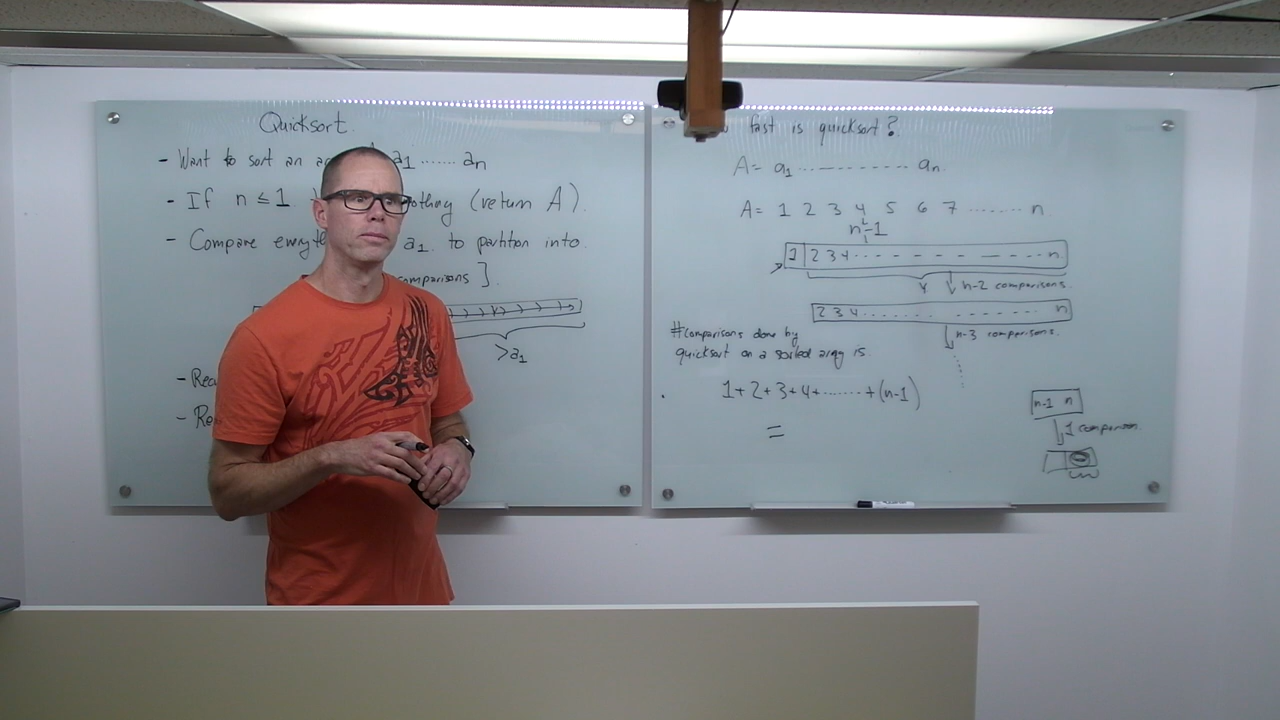 Quicksort.
- Want to sort an a1 ...... an
- If n ≤ 1 (return A).
- Compare a1. to partition into.
comparisons ]
>a1
- Rec
- Re
fast is quicksort?
A= a1 ............. an.
A= 1 2 3 4 5 6 7 ........ n.
n-1
1 2 3 4 ............. n.
n-2 comparisons.
2 3 4 ............. n
n-3 comparisons.
#comparisons done by
quicksort on a sorted array is
1+2+3+4+.......+(n-1)
=
n-1 n
1 comparison.